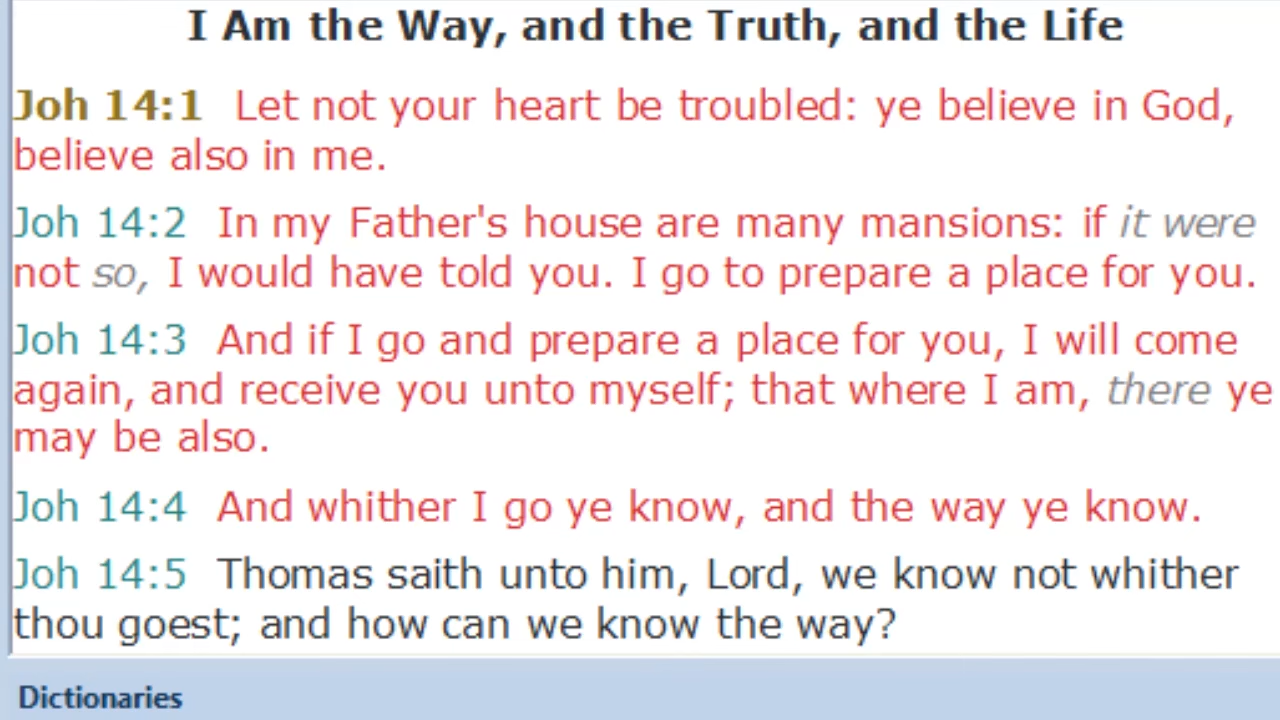 I Am the Way, and the Truth, and the Life
Joh 14:1 Let not your heart be troubled: ye believe in God,
believe also in me.
Joh 14:2 In my Father's house are many mansions: if it were
not so, I would have told you. I go to prepare a place for you.
Joh 14:3 And if I go and prepare a place for you, I will come
again, and receive you unto myself; that where I am, there ye
may be also.
Joh 14:4 And whither I go ye know, and the way ye know.
Joh 14:5 Thomas saith unto him, Lord, we know not whither
thou goest; and how can we know the way?
Dictionaries